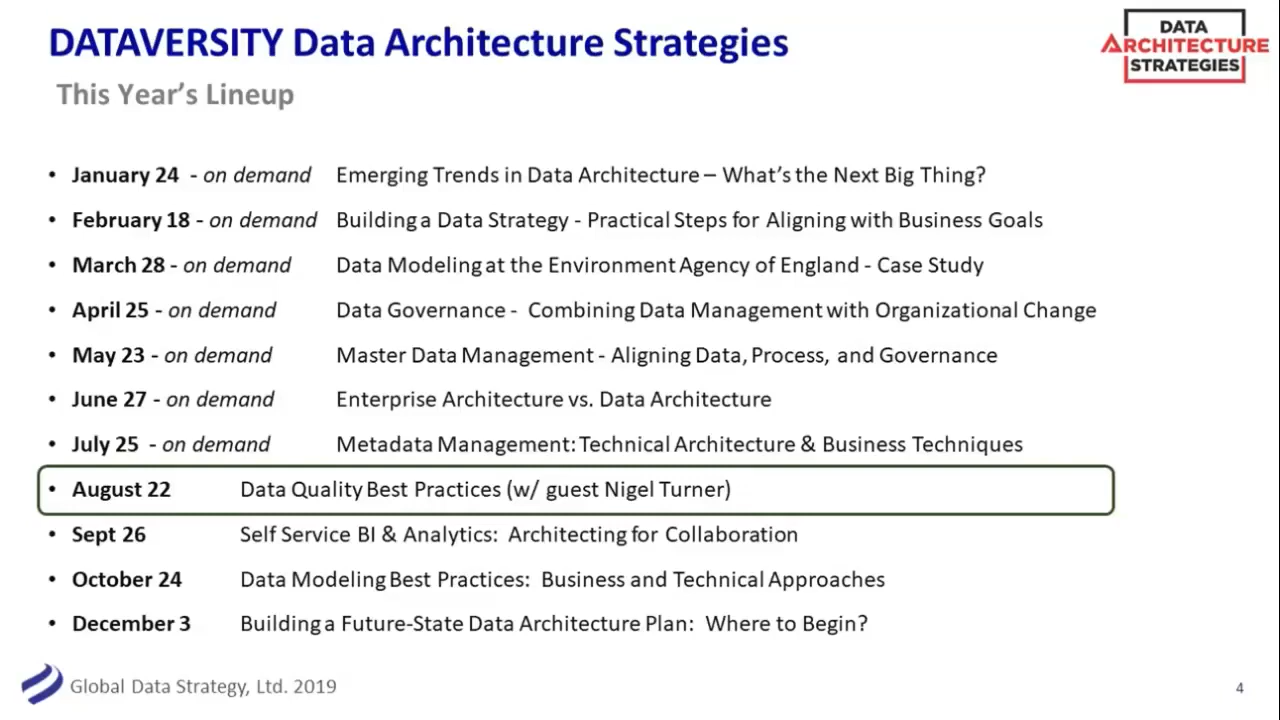 DATAVERSITY Data Architecture Strategies
This Year's Lineup
DATA
ARCHITECTURE
STRATEGIES
• January 24 - on demand Emerging Trends in Data Architecture – What's the Next Big Thing?
• February 18 - on demand Building a Data Strategy - Practical Steps for Aligning with Business Goals
• March 28 - on demand Data Modeling at the Environment Agency of England - Case Study
• April 25 - on demand Data Governance - Combining Data Management with Organizational Change
• May 23 - on demand Master Data Management - Aligning Data, Process, and Governance
• June 27 - on demand Enterprise Architecture vs. Data Architecture
• July 25 - on demand Metadata Management: Technical Architecture & Business Techniques
• August 22 Data Quality Best Practices (w/ guest Nigel Turner)
• Sept 26 Self Service BI & Analytics: Architecting for Collaboration
• October 24 Data Modeling Best Practices: Business and Technical Approaches
• December 3 Building a Future-State Data Architecture Plan: Where to Begin?
Global Data Strategy, Ltd. 2019
4